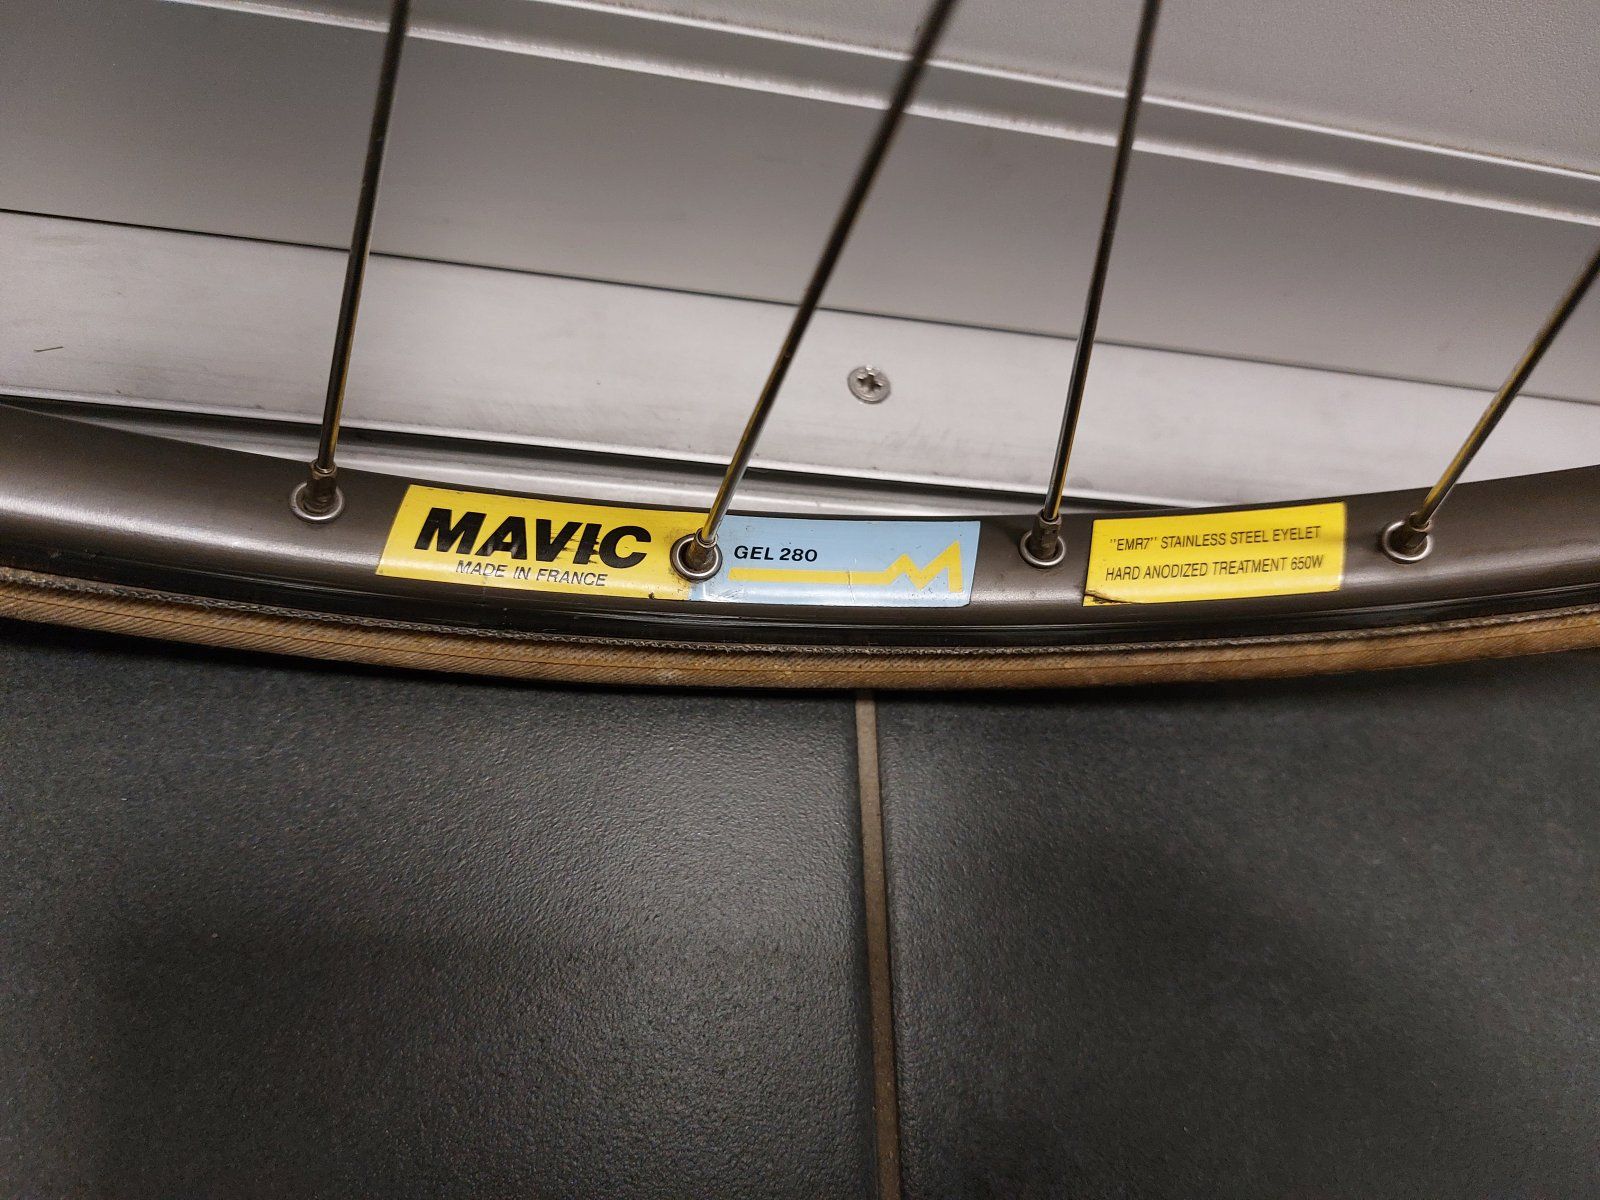 MAVIC
MADE IN FRANCE
GEL 280
"EMR7" STAINLESS STEEL EYELET
HARD ANODIZED TREATMENT 650W